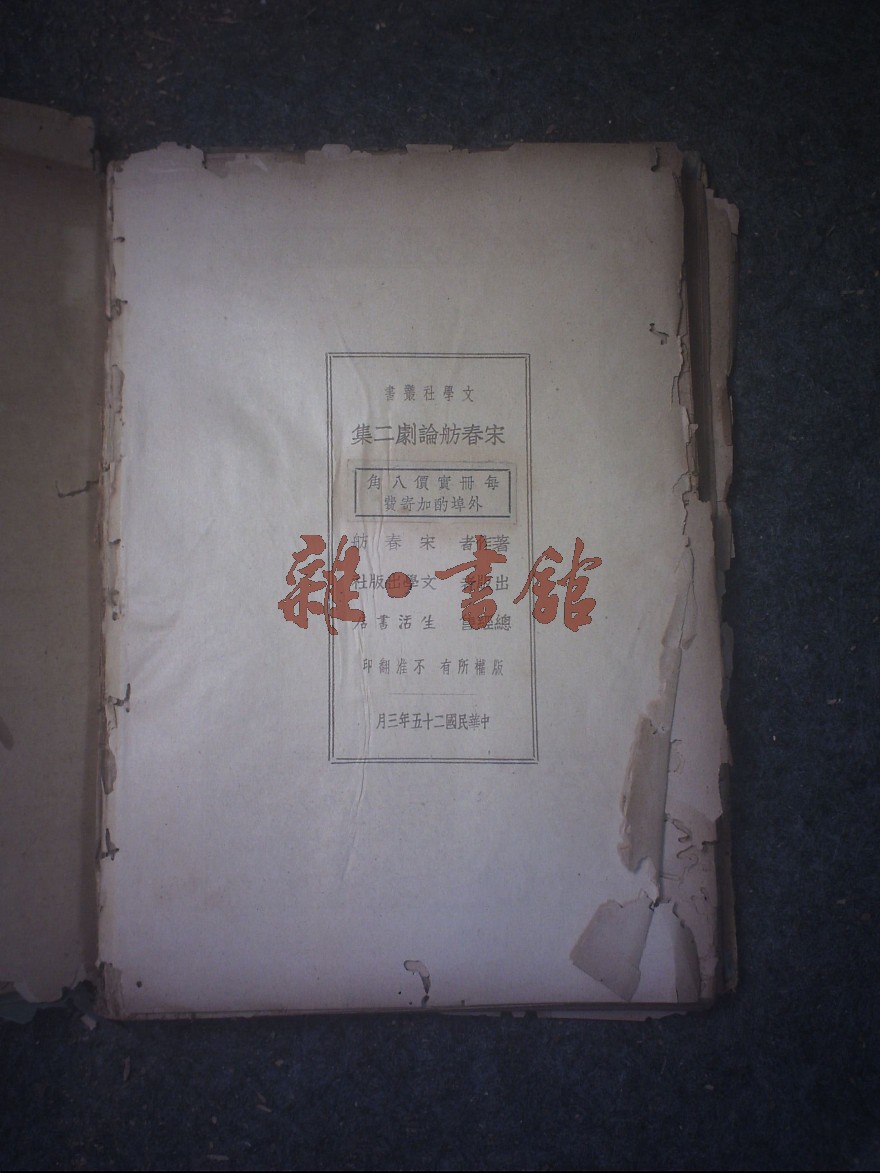 文學社叢書
宋春舫論劇二集
每冊實價八角
外埠酌加寄費
著作者 宋春舫
出版者 文學出版社
總經售 生活書店
版權所有 不准翻印
中華民國二十五年三月
雜·書館